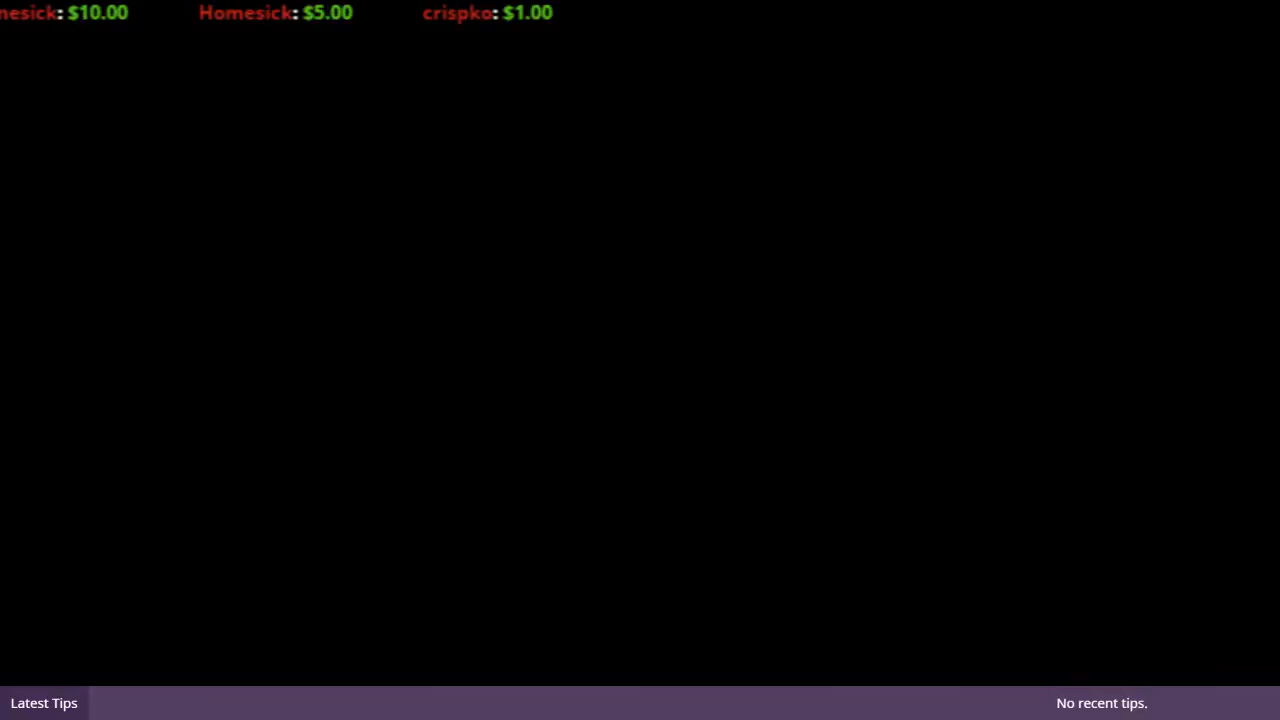 nesick: $10.00 Homesick: $5.00 crispko: $1.00
Latest Tips No recent tips.